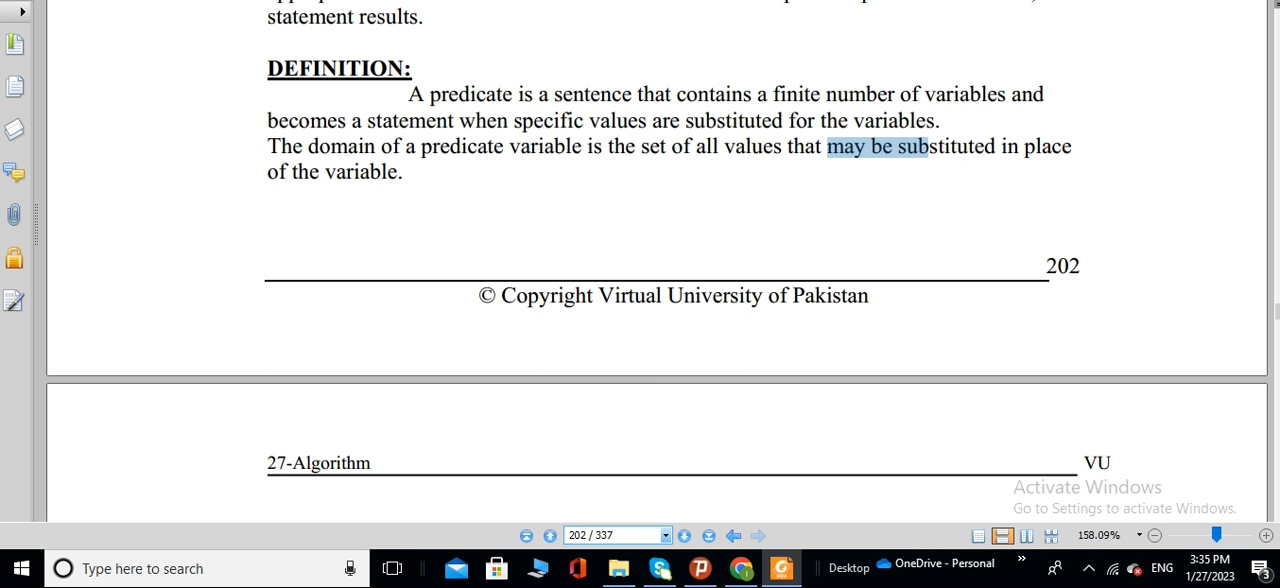 statement results.
DEFINITION:
A predicate is a sentence that contains a finite number of variables and
becomes a statement when specific values are substituted for the variables.
The domain of a predicate variable is the set of all values that may be substituted in place
of the variable.
202
© Copyright Virtual University of Pakistan
27-Algorithm VU
Activate Windows
Go to Settings to activate Windows.
202 / 337 158.09%
Type here to search Desktop OneDrive - Personal ENG 3:35 PM
1/27/2023 3